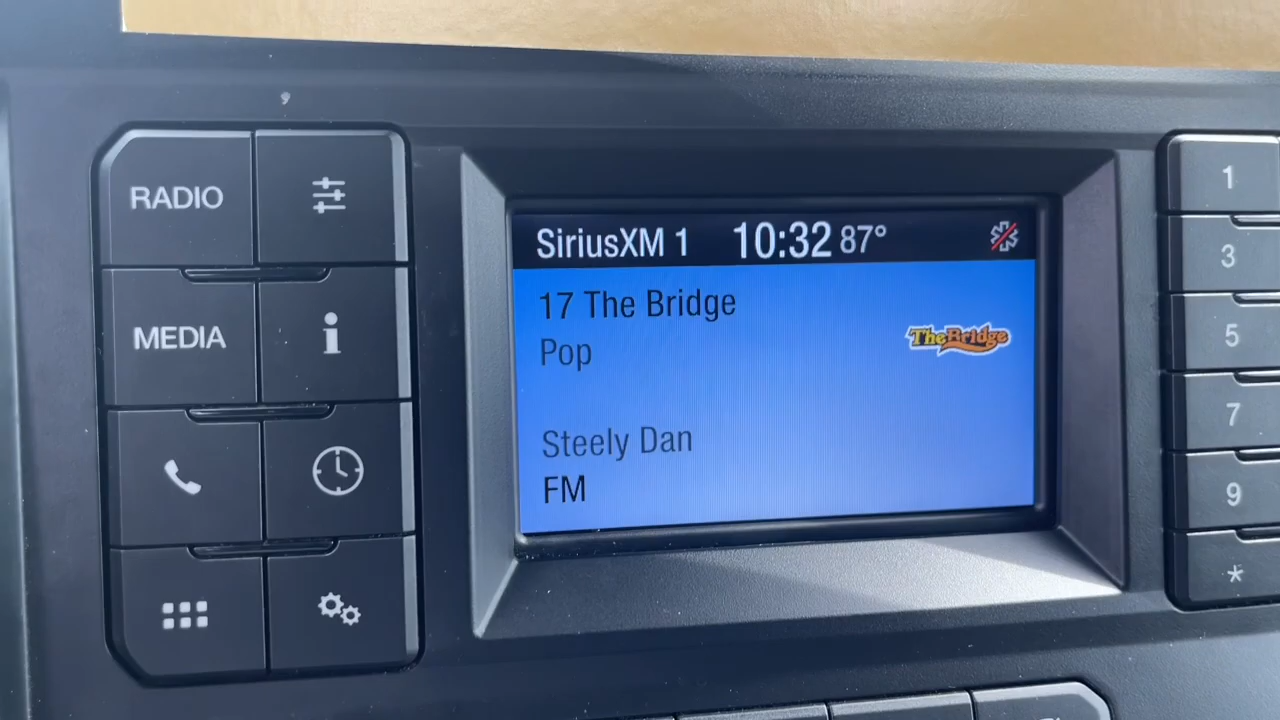 RADIO
MEDIA
SiriusXM 1 10:32 87°
17 The Bridge
Pop
The Bridge
Steely Dan
FM
1
3
5
7
9
*